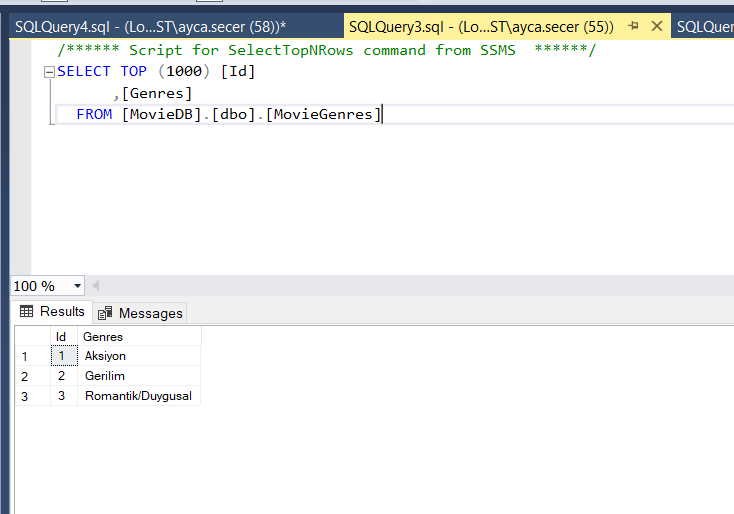 SQLQuery4.sql - (Lo...ST\ayca.secer (58))* SQLQuery3.sql - (Lo...ST\ayca.secer (55)) SQLQuer
/****** Script for SelectTopNRows command from SSMS  ******/
SELECT TOP (1000) [Id]
,[Genres]
FROM [MovieDB].[dbo].[MovieGenres]
100 %
Results Messages
Id Genres
1 1 Aksiyon
2 2 Gerilim
3 3 Romantik/Duygusal